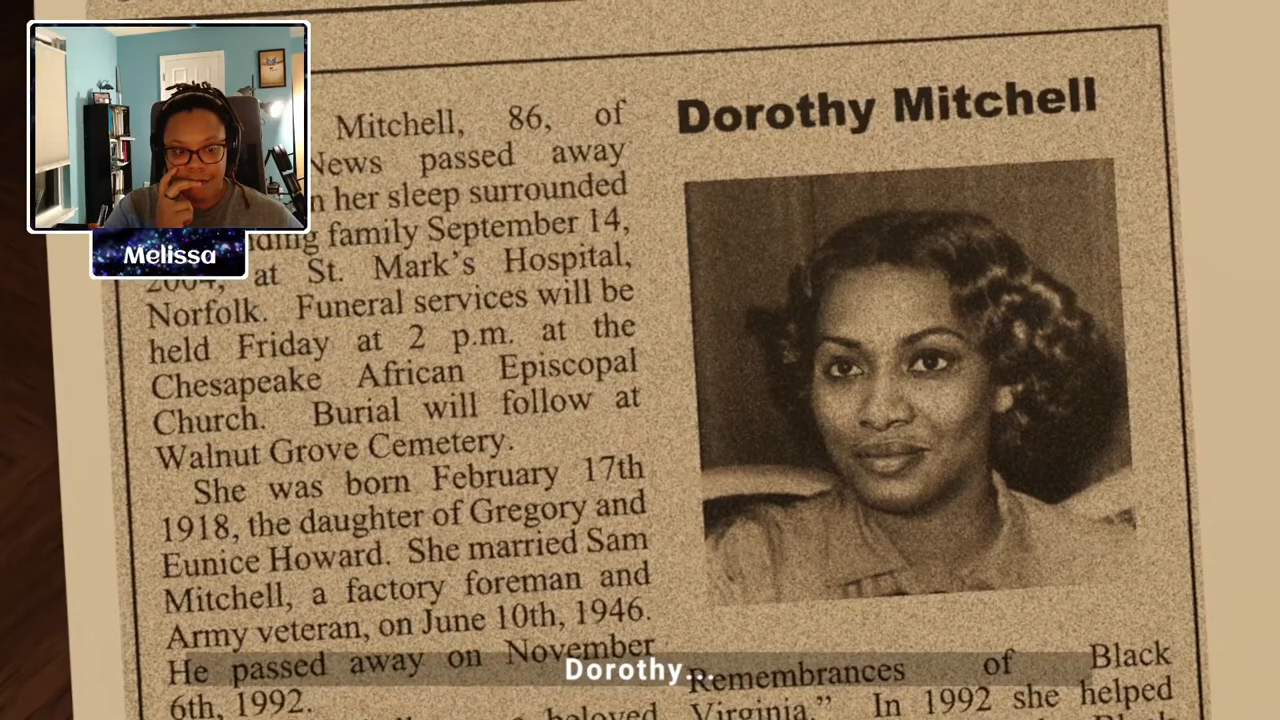 Mitchell, 86, of
News passed away
n her sleep surrounded
ding family September 14,
2004, at St. Mark's Hospital,
Norfolk. Funeral services will be
held Friday at 2 p.m. at the
Chesapeake African Episcopal
Church. Burial will follow at
Walnut Grove Cemetery.
She was born February 17th
1918, the daughter of Gregory and
Eunice Howard. She married Sam
Mitchell, a factory foreman and
Army veteran, on June 10th, 1946.
He passed away on November
6th, 1992.
beloved
Dorothy Mitchell
Remembrances of Black
Virginia." In 1992 she helped
Melissa
Dorothy...